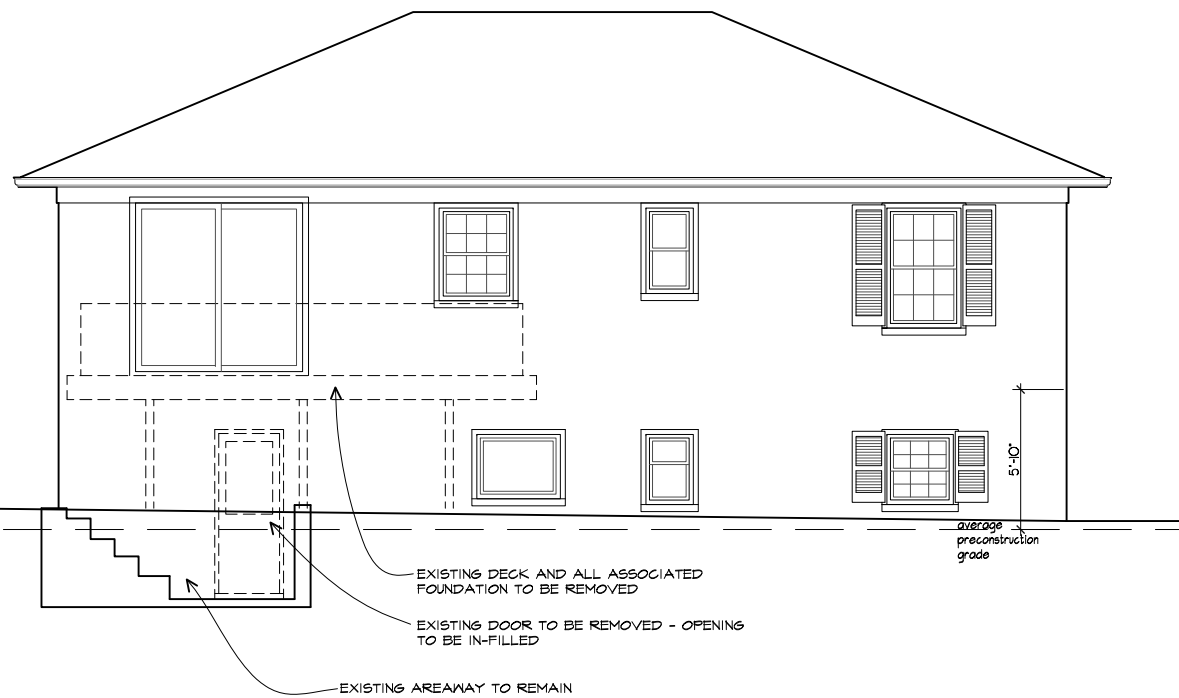 5'-10"
average
preconstruction
grade
EXISTING DECK AND ALL ASSOCIATED
FOUNDATION TO BE REMOVED
EXISTING DOOR TO BE REMOVED - OPENING
TO BE IN-FILLED
EXISTING AREAWAY TO REMAIN